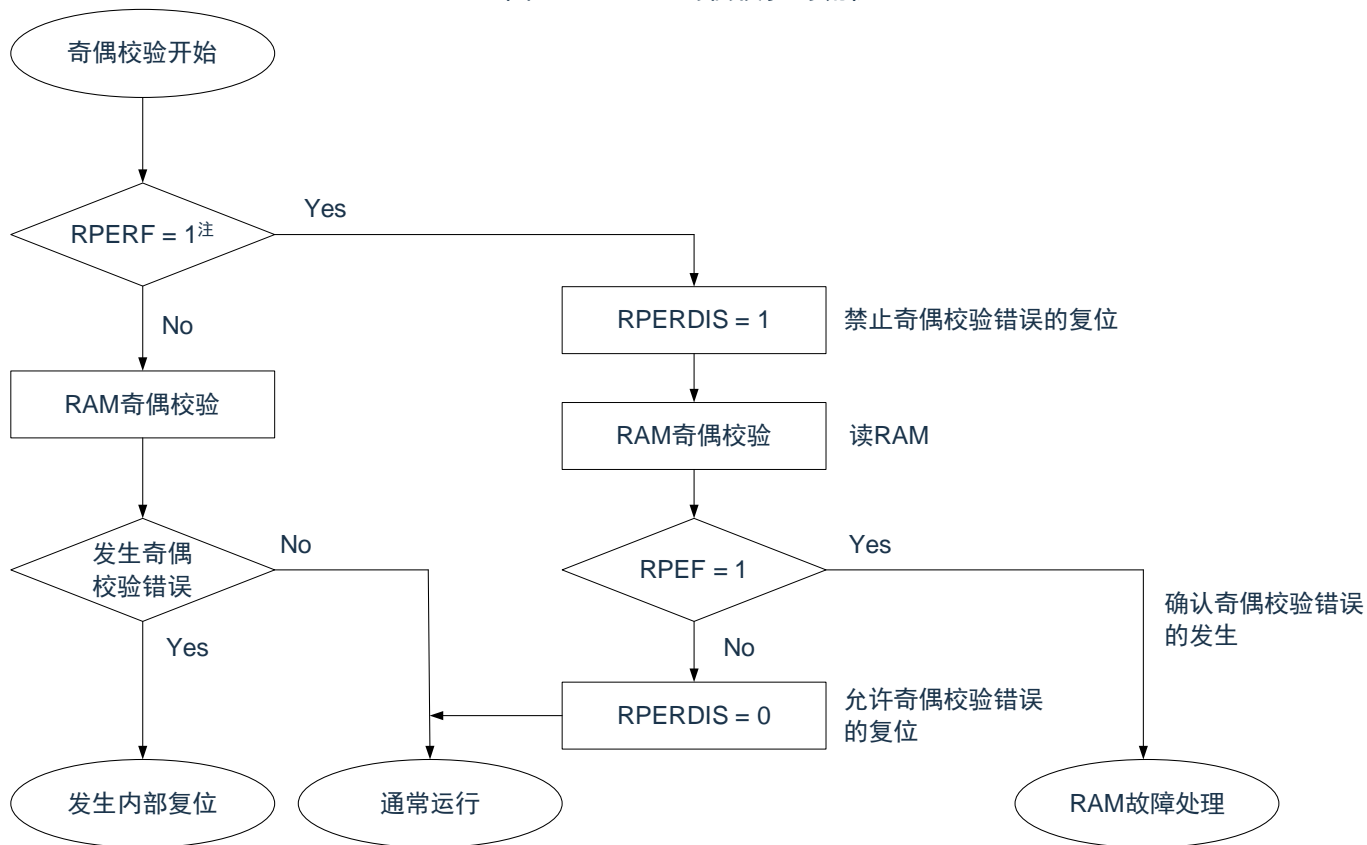 奇偶校验开始
RPERF = 1注
Yes
No
RPERDIS = 1
禁止奇偶校验错误的复位
RAM奇偶校验
RAM奇偶校验
读RAM
发生奇偶
校验错误
No
Yes
RPEF = 1
Yes
No
确认奇偶校验错误
的发生
RPERDIS = 0
允许奇偶校验错误
的复位
发生内部复位
通常运行
RAM故障处理